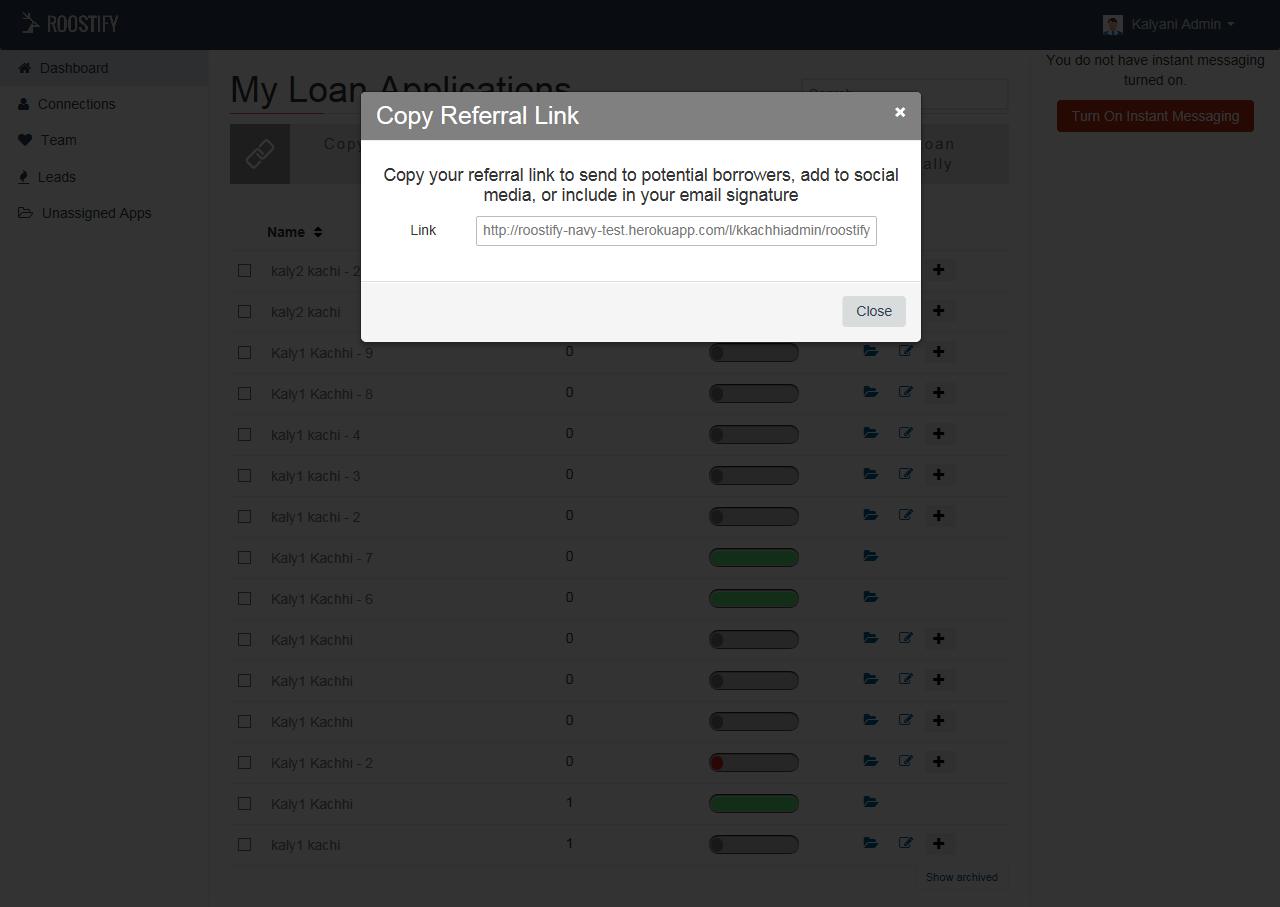 ROOSTIFY
Kalyani Admin
Dashboard
Connections
Team
Leads
Unassigned Apps
My Loan Applications
You do not have instant messaging
turned on.
Turn On Instant Messaging
Copy Referral Link
Copy your referral link to send to potential borrowers, add to social
media, or include in your email signature
Link
http://roostify-navy-test.herokuapp.com/l/kkachhiadmin/roostify
Close
Name
kaly2 kachi - 2
kaly2 kachi
Kaly1 Kachhi - 9 0
Kaly1 Kachhi - 8 0
kaly1 kachi - 4 0
kaly1 kachi - 3 0
kaly1 kachi - 2 0
Kaly1 Kachhi - 7 0
Kaly1 Kachhi - 6 0
Kaly1 Kachhi 0
Kaly1 Kachhi 0
Kaly1 Kachhi 0
Kaly1 Kachhi - 2 0
Kaly1 Kachhi 1
kaly1 kachi 1
Show archived